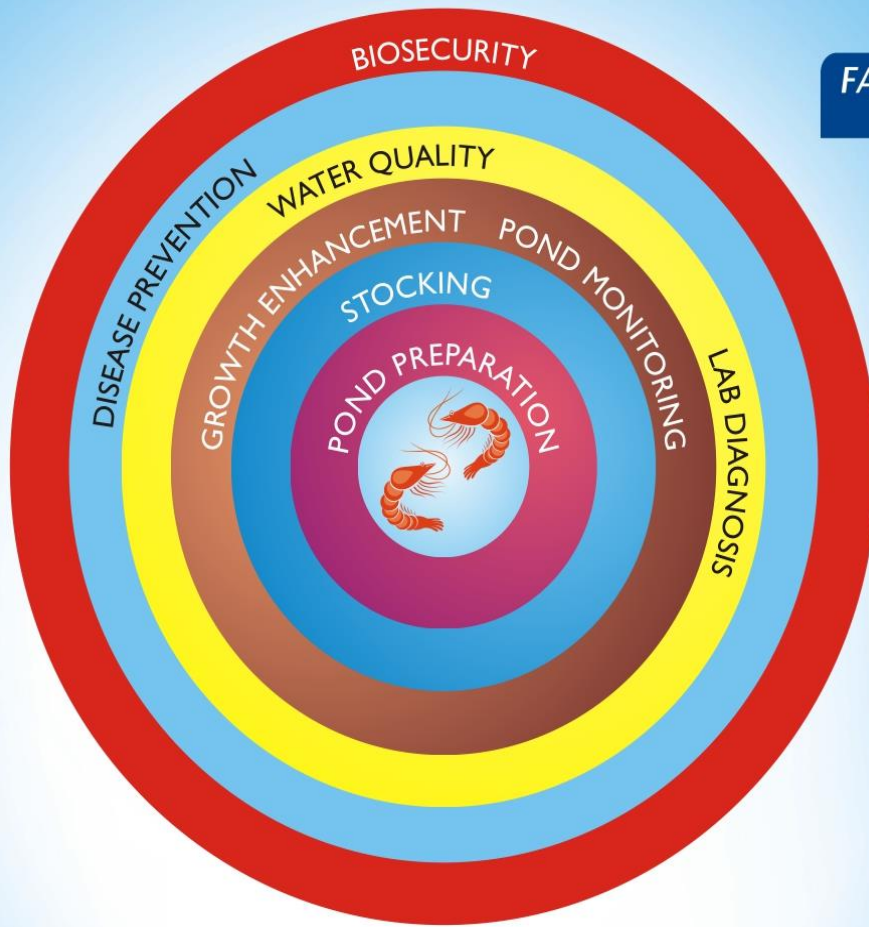 BIOSECURITY
DISEASE PREVENTION
WATER QUALITY
LAB DIAGNOSIS
GROWTH ENHANCEMENT
POND MONITORING
STOCKING
POND PREPARATION